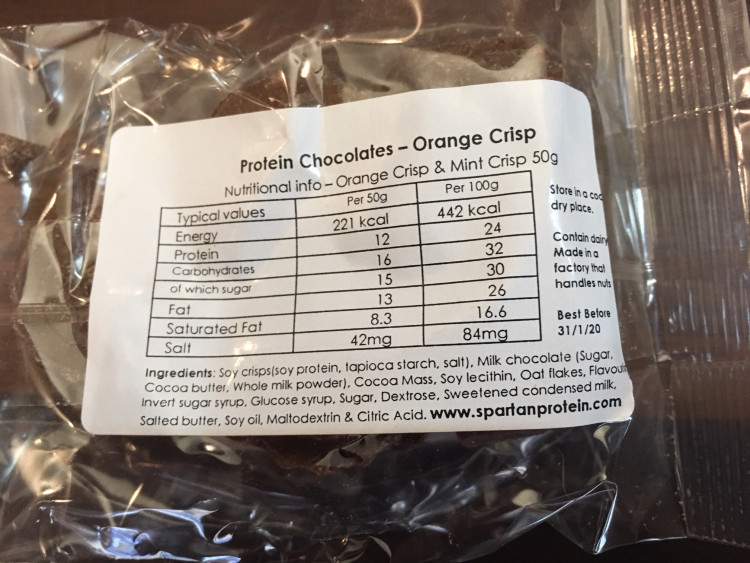 Protein Chocolates – Orange Crisp
Nutritional info – Orange Crisp & Mint Crisp 50g
Typical values Per 50g Per 100g
Energy 221 kcal 442 kcal
Protein 12 24
Carbohydrates 16 32
of which sugar 15 30
Fat 13 26
Saturated Fat 8.3 16.6
Salt 42mg 84mg
Store in a
dry place.
Contain dairy
Made in a
factory that
handles nuts
Best Before
31/1/20
Ingredients: Soy crisps(soy protein, tapioca starch, salt), Milk chocolate (Sugar,
Cocoa butter, Whole milk powder), Cocoa Mass, Soy lecithin, Oat flakes,
Invert sugar syrup, Glucose syrup, Sugar, Dextrose, Sweetened condensed milk,
Salted butter, Soy oil, Maltodextrin & Citric Acid. www.spartanprotein.com